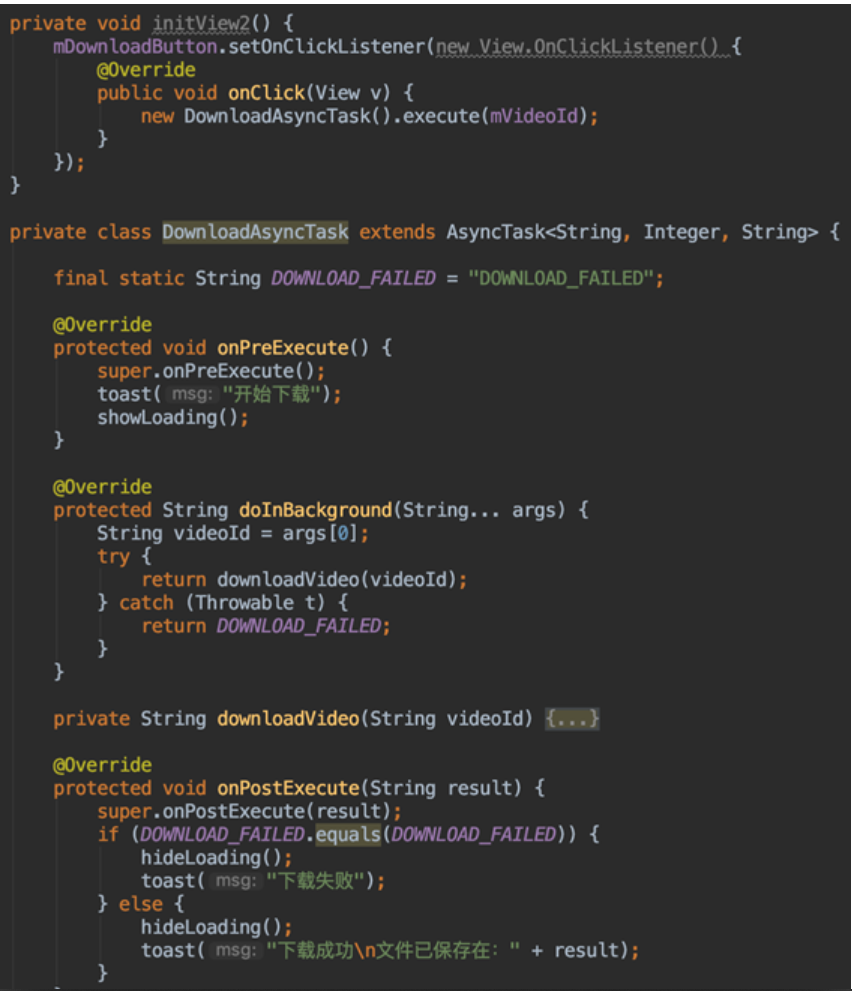 private void initView2() {
mDownloadButton.setOnClickListener(new View.OnClickListener() {
@Override
public void onClick(View v) {
new DownloadAsyncTask().execute(mVideoId);
}
});
}
private class DownloadAsyncTask extends AsyncTask<String, Integer, String> {
final static String DOWNLOAD_FAILED = "DOWNLOAD_FAILED";
@Override
protected void onPreExecute() {
super.onPreExecute();
toast( msg: "开始下载");
showLoading();
}
@Override
protected String doInBackground(String... args) {
String videoId = args[0];
try {
return downloadVideo(videoId);
} catch (Throwable t) {
return DOWNLOAD_FAILED;
}
}
private String downloadVideo(String videoId) {...}
@Override
protected void onPostExecute(String result) {
super.onPostExecute(result);
if (DOWNLOAD_FAILED.equals(DOWNLOAD_FAILED)) {
hideLoading();
toast( msg: "下载失败");
} else {
hideLoading();
toast( msg: "下载成功\n文件已保存在: " + result);
}